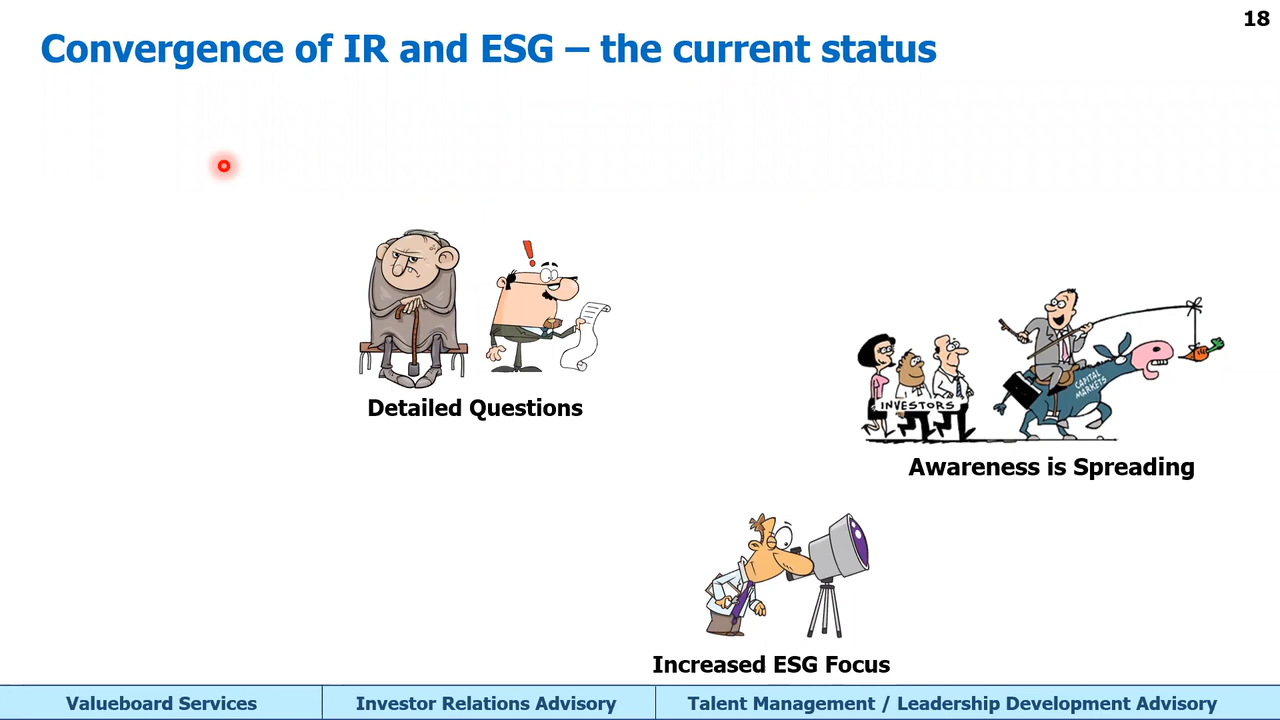 18
Convergence of IR and ESG – the current status
Detailed Questions
INVESTORS
CAPITAL
MARKETS
Awareness is Spreading
Increased ESG Focus
Valueboard Services
Investor Relations Advisory
Talent Management / Leadership Development Advisory